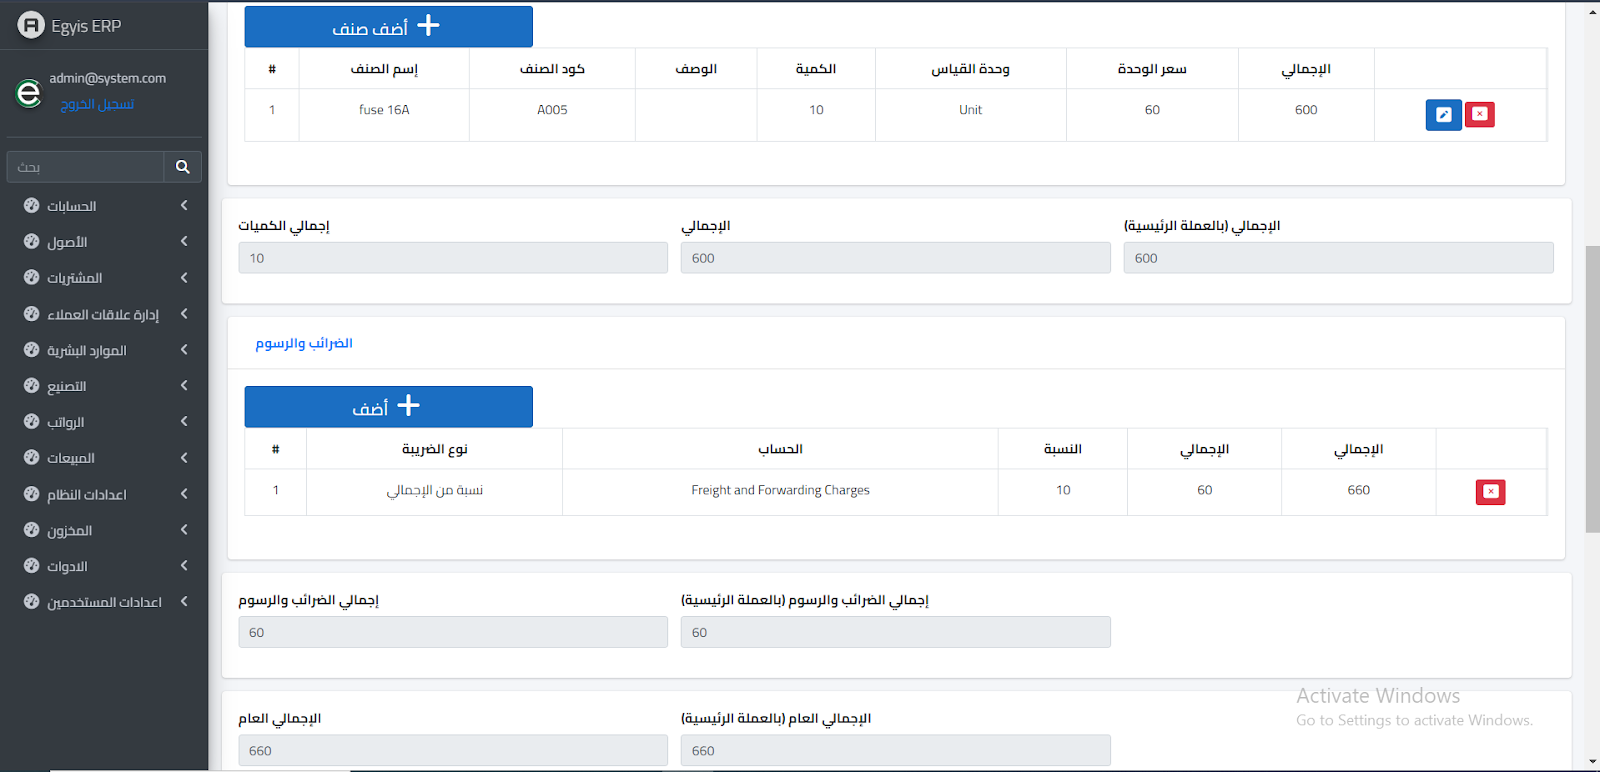 Egyis ERP
admin@system.com
تسجيل الخروج
بحث
الحسابات
الأصول
المشتريات
إدارة علاقات العملاء
الموارد البشرية
التصنيع
الرواتب
المبيعات
اعدادات النظام
المخزون
الادوات
اعدادات المستخدمين
أضف صنف
# إسم الصنف كود الصنف الوصف الكمية وحدة القياس سعر الوحدة الإجمالي
1 fuse 16A A005 10 Unit 60 600
إجمالي الكميات الإجمالي الإجمالي (بالعملة الرئيسية)
10 600 600
الضرائب والرسوم
أضف
# نوع الضريبة الحساب النسبة الإجمالي الإجمالي
1 نسبة من الإجمالي Freight and Forwarding Charges 10 60 660
إجمالي الضرائب والرسوم إجمالي الضرائب والرسوم (بالعملة الرئيسية)
60 60
الإجمالي العام الإجمالي العام (بالعملة الرئيسية)
660 660
Activate Windows
Go to Settings to activate Windows.